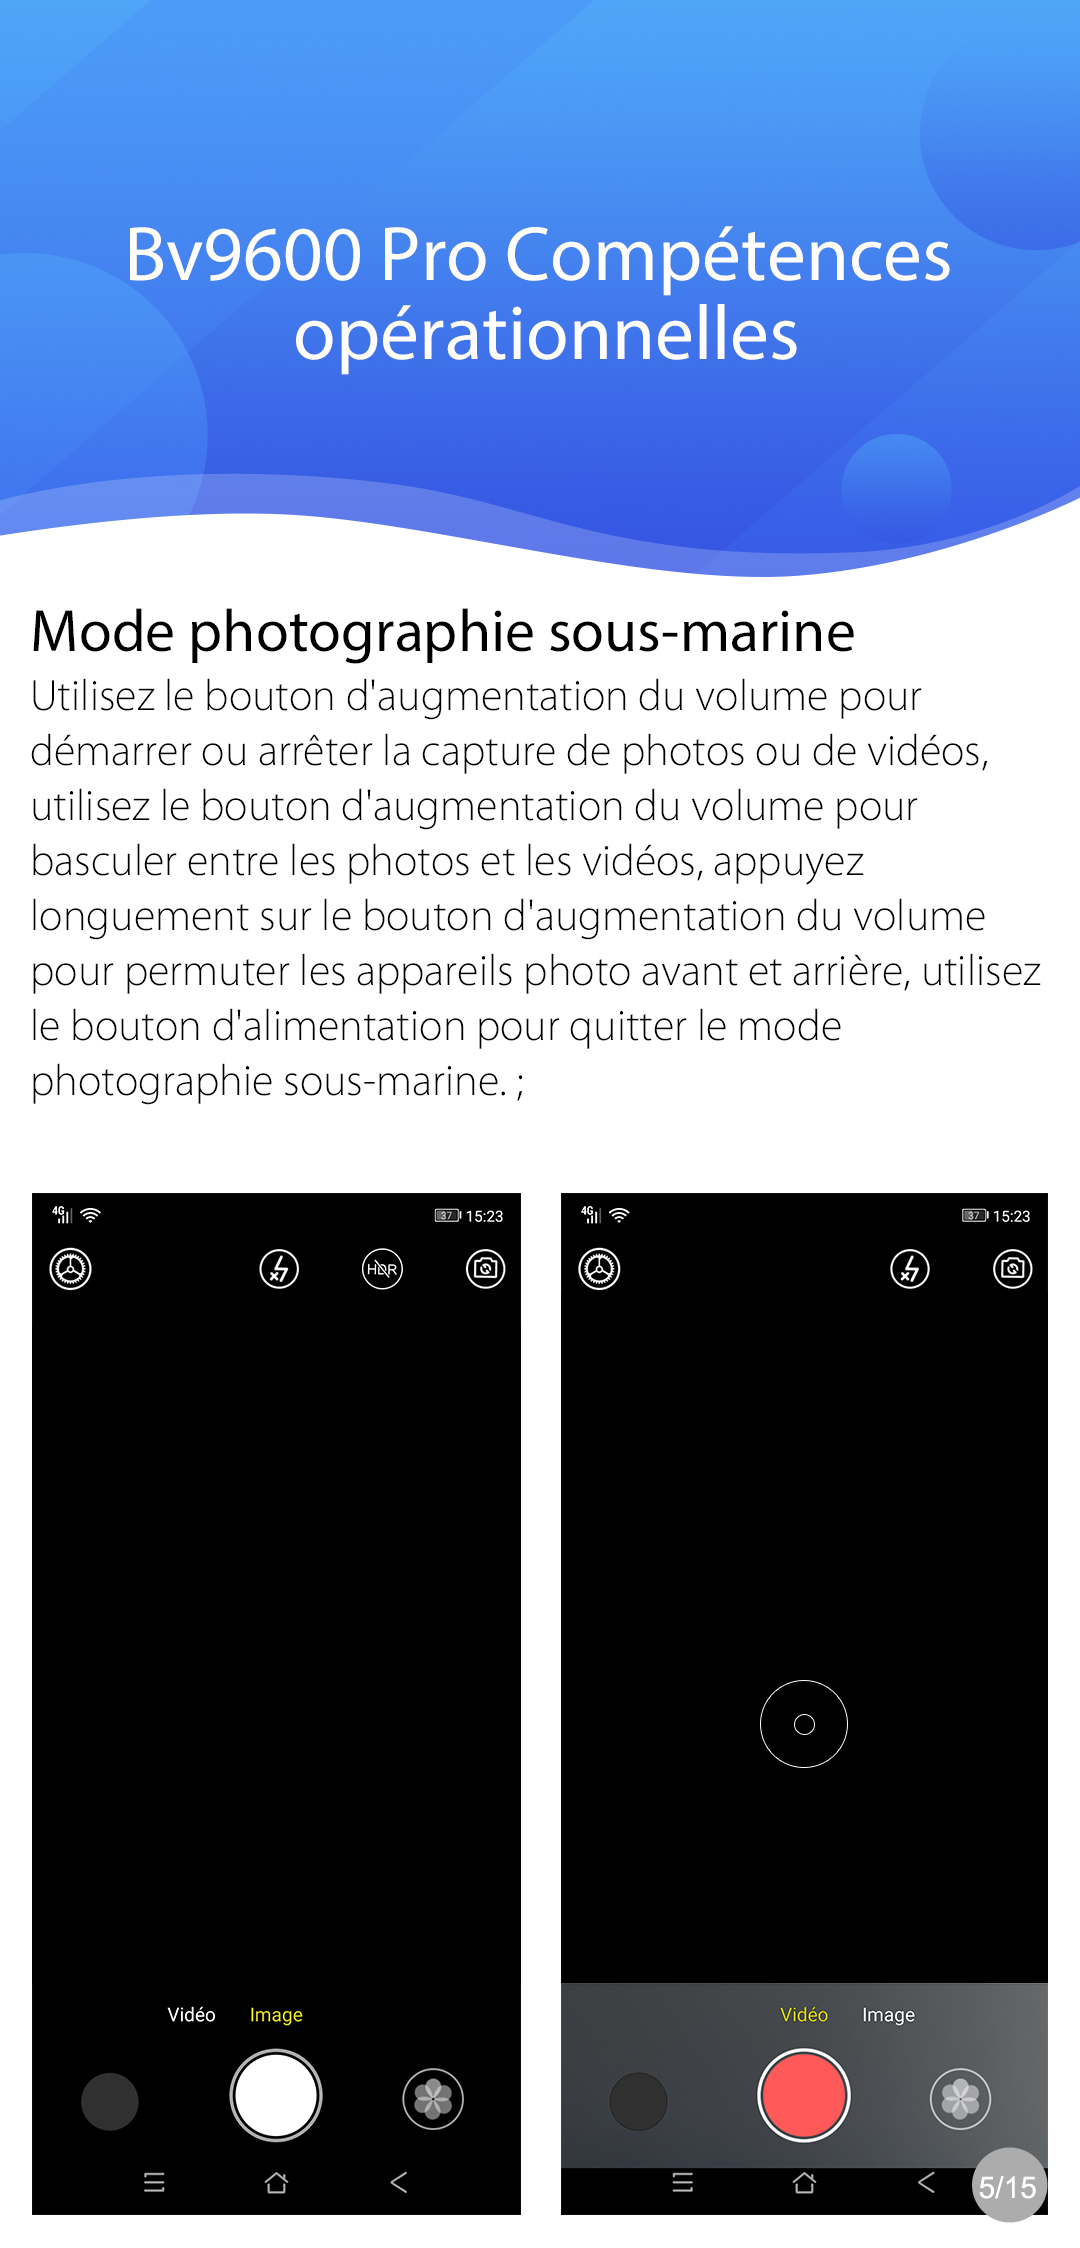 Bv9600 Pro Compétences
opérationnelles
Mode photographie sous-marine
Utilisez le bouton d'augmentation du volume pour
démarrer ou arrêter la capture de photos ou de vidéos,
utilisez le bouton d'augmentation du volume pour
basculer entre les photos et les vidéos, appuyez
longuement sur le bouton d'augmentation du volume
pour permuter les appareils photo avant et arrière, utilisez
le bouton d'alimentation pour quitter le mode
photographie sous-marine. ;
4G 37 15:23
HDR
Vidéo Image
4G 37 15:23
Vidéo Image
5/15